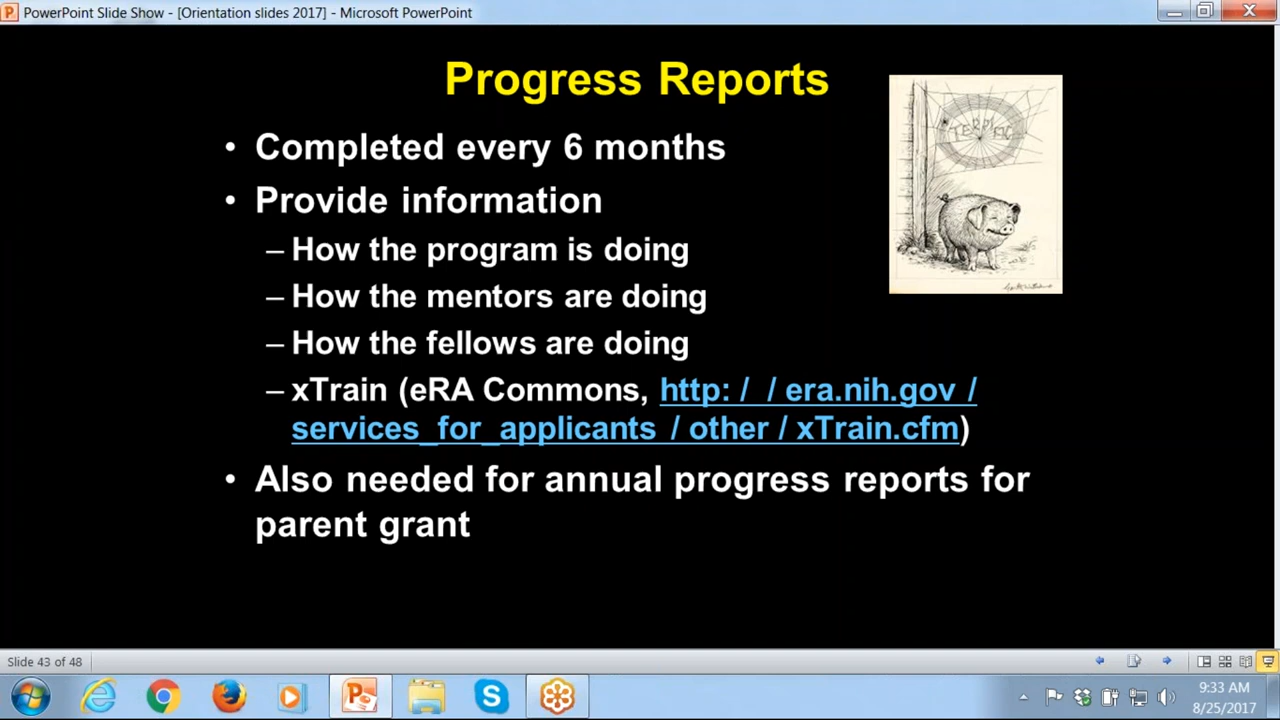 PowerPoint Slide Show - [Orientation slides 2017] - Microsoft PowerPoint
Progress Reports
TERRIFIC
• Completed every 6 months
• Provide information
– How the program is doing
– How the mentors are doing
– How the fellows are doing
– xTrain (eRA Commons, http: / / era.nih.gov /
services_for_applicants / other / xTrain.cfm)
• Also needed for annual progress reports for
parent grant
Slide 43 of 48
9:33 AM
8/25/2017